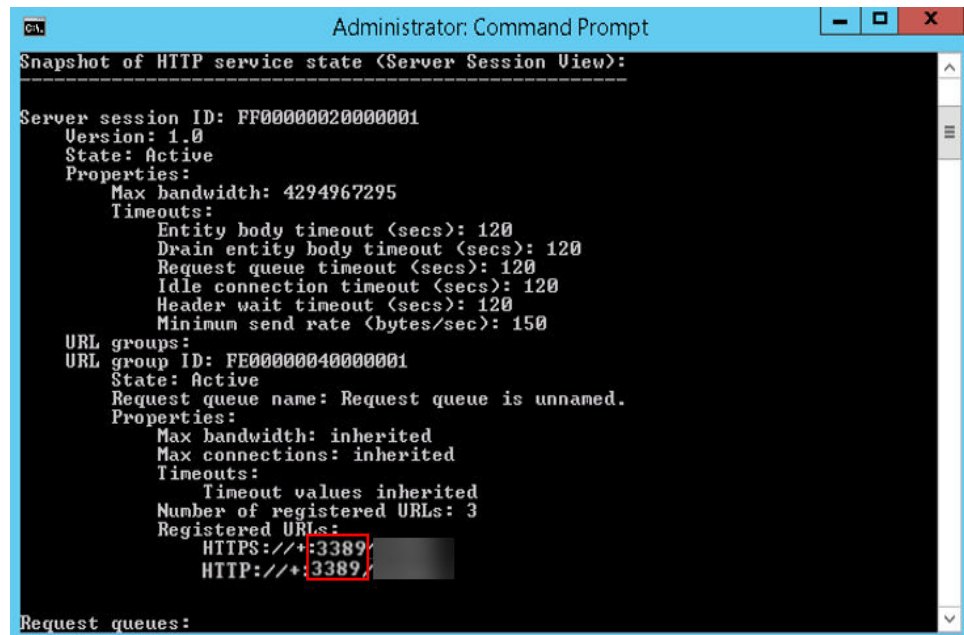 Administrator: Command Prompt
Snapshot of HTTP service state (Server Session View):
-----------------------------------------------------
Server session ID: FF00000020000001
Version: 1.0
State: Active
Properties:
Max bandwidth: 4294967295
Timeouts:
Entity body timeout (secs): 120
Drain entity body timeout (secs): 120
Request queue timeout (secs): 120
Idle connection timeout (secs): 120
Header wait timeout (secs): 120
Minimum send rate (bytes/sec): 150
URL groups:
URL group ID: FE00000040000001
State: Active
Request queue name: Request queue is unnamed.
Properties:
Max bandwidth: inherited
Max connections: inherited
Timeouts:
Timeout values inherited
Number of registered URLs: 3
Registered URLs:
HTTPS://+:3389/
HTTP://+:3389/
Request queues: